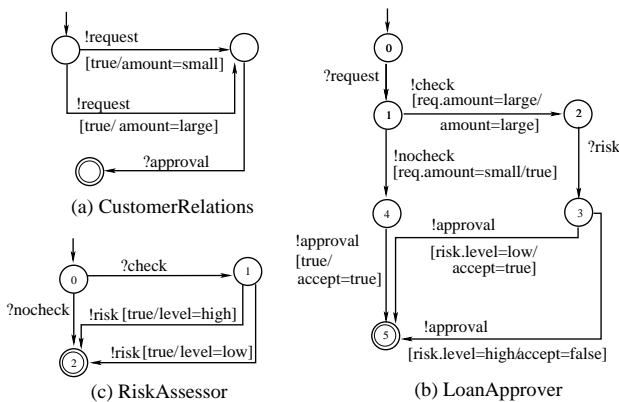 !request
[true/amount=small]
!request
[true/ amount=large]
?approval
(a) CustomerRelations
0
?request
!check
[req.amount=large/
amount=large]
1
2
?risk
!nocheck
[req.amount=small/true]
4
3
!approval
[true/
accept=true]
!approval
[risk.level=low/
accept=true]
!approval
[risk.level=high/accept=false]
5
(b) LoanApprover
0
?check
1
?nocheck
!risk [true/level=high]
!risk [true/level=low]
2
(c) RiskAssessor